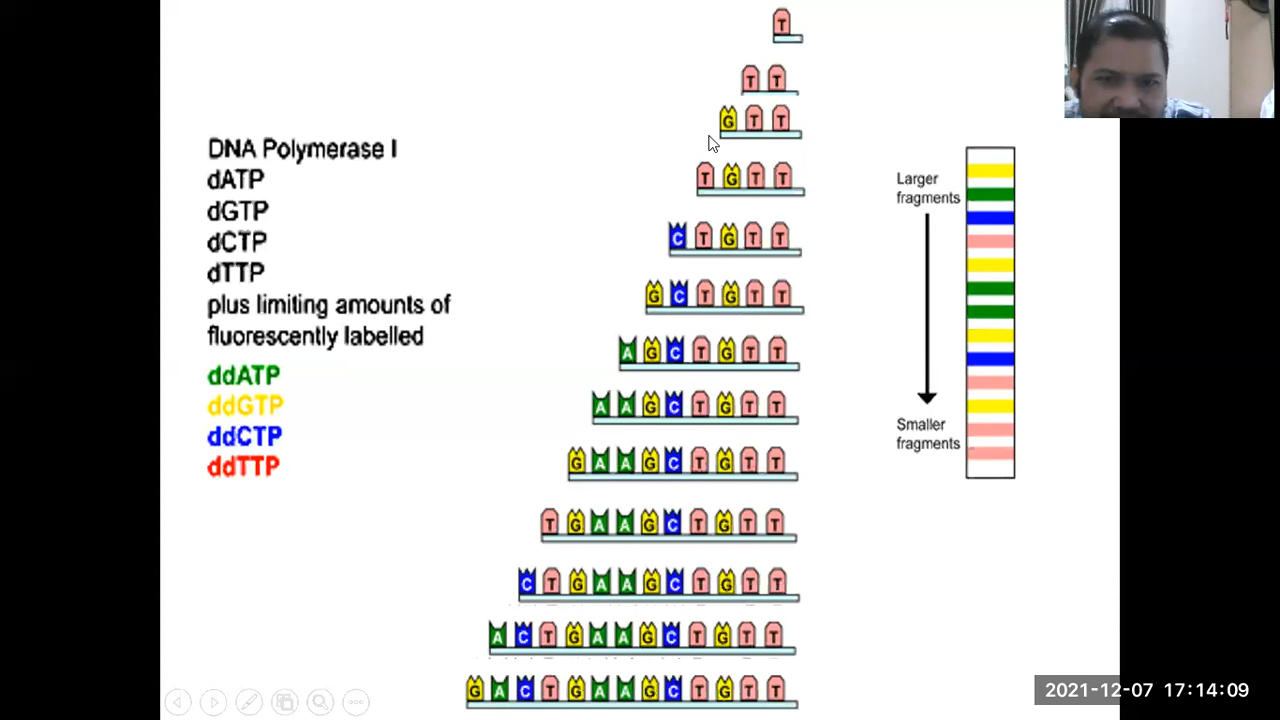 DNA Polymerase I
dATP
dGTP
dCTP
dTTP
plus limiting amounts of
fluorescently labelled
ddATP
ddGTP
ddCTP
ddTTP
T
T T
G T T
T G T T
C T G T T
G C T G T T
A G C T G T T
A A G C T G T T
G A A G C T G T T
T G A A G C T G T T
C T G A A G C T G T T
A C T G A A G C T G T T
G A C T G A A G C T G T T
Larger
fragments
Smaller
fragments
2021-12-07 17:14:09